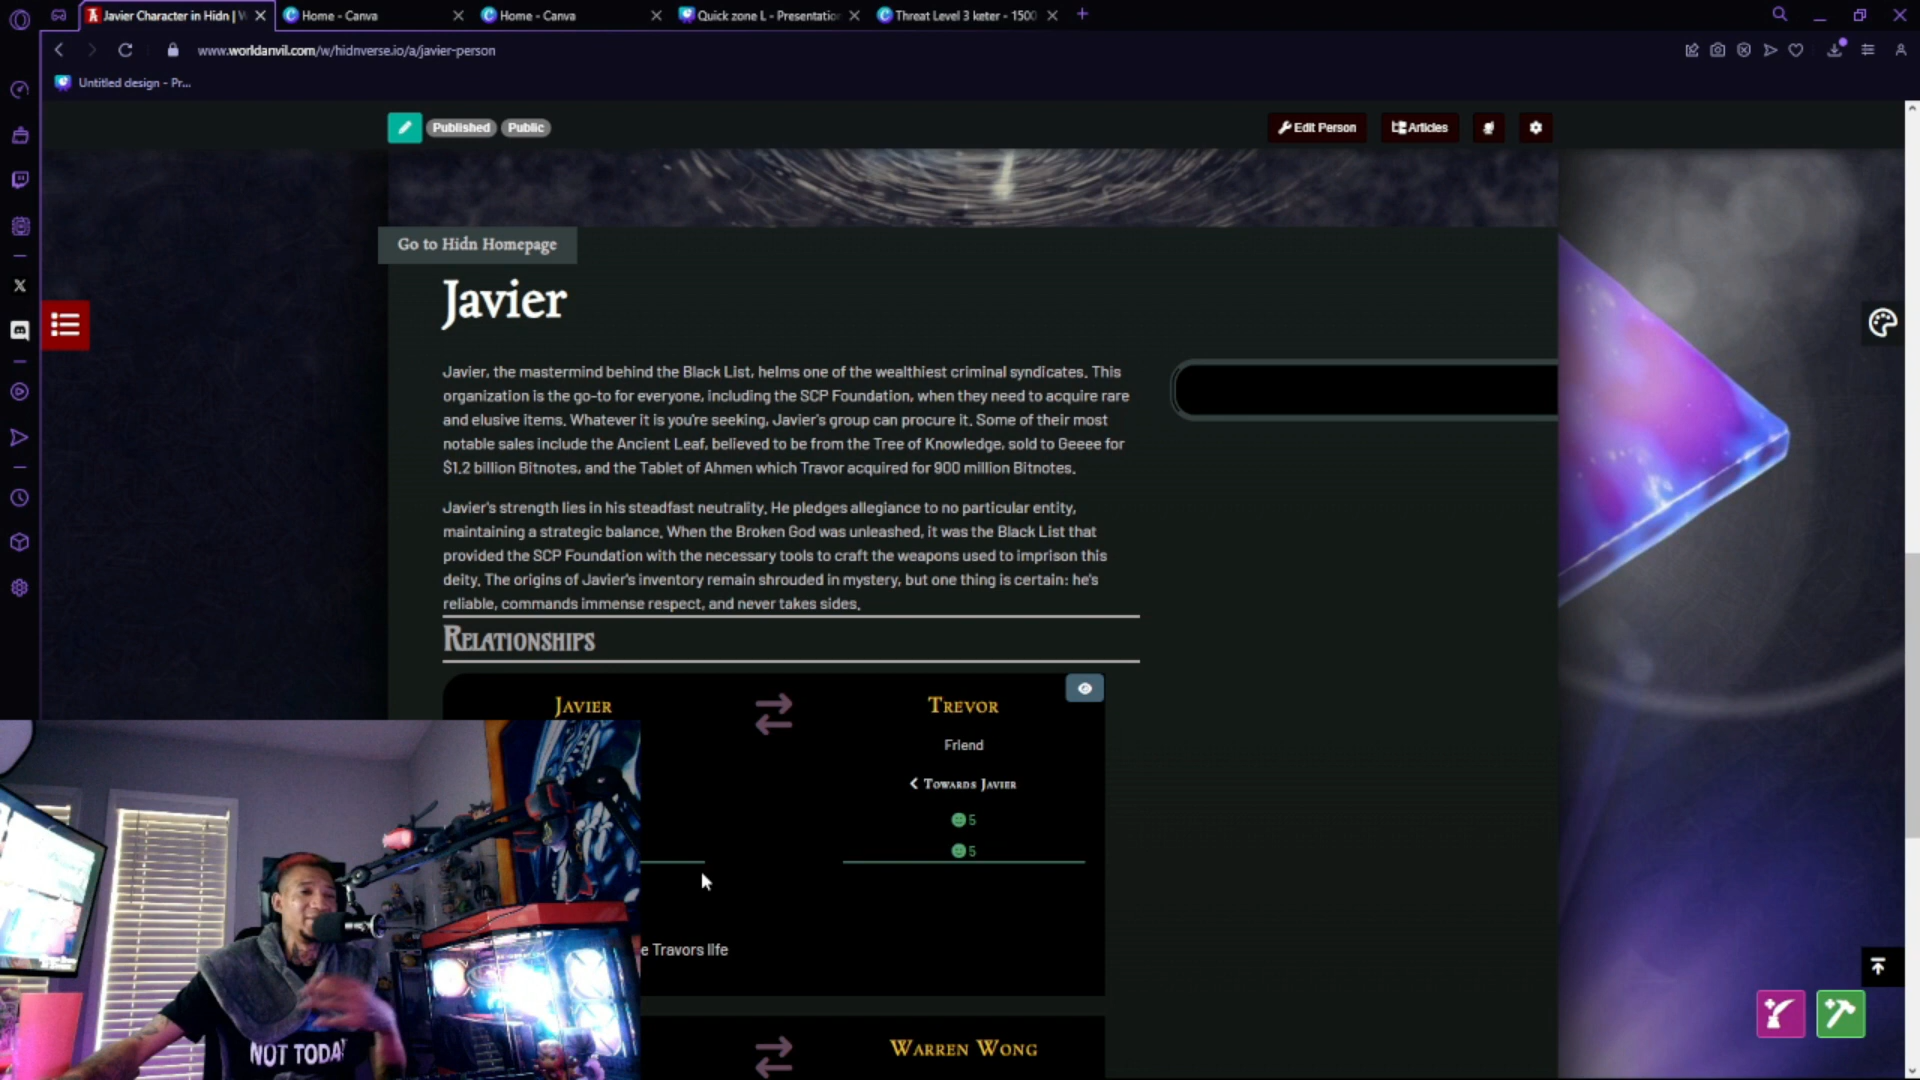 Javier Character in Hidn | W
Home - Canva
Home - Canva
Quick zone L - Presentation
Threat Level 3 keter - 1500
www.worldanvil.com/w/hidnverse.io/a/javier-person
Untitled design - Pr...
Published
Public
Edit Person
Articles
Go to Hidn Homepage
Javier
Javier, the mastermind behind the Black List, helms one of the wealthiest criminal syndicates. This
organization is the go-to for everyone, including the SCP Foundation, when they need to acquire rare
and elusive items. Whatever it is you're seeking, Javier's group can procure it. Some of their most
notable sales include the Ancient Leaf, believed to be from the Tree of Knowledge, sold to Geeee for
$1.2 billion Bitnotes, and the Tablet of Ahmen which Travor acquired for 900 million Bitnotes.
Javier's strength lies in his steadfast neutrality. He pledges allegiance to no particular entity,
maintaining a strategic balance. When the Broken God was unleashed, it was the Black List that
provided the SCP Foundation with the necessary tools to craft the weapons used to imprison this
deity. The origins of Javier's inventory remain shrouded in mystery, but one thing is certain: he's
reliable, commands immense respect, and never takes sides.
Relationships
Javier
Trevor
Friend
Towards Javier
5
5
e Travors life
Warren Wong
NOT TODA